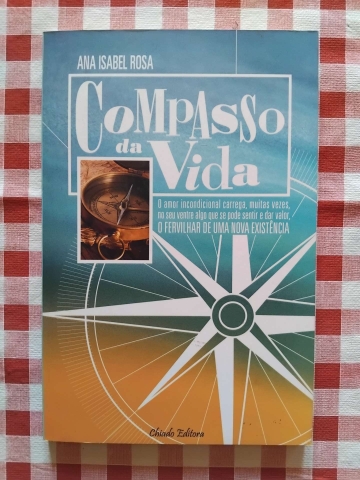 ANA ISABEL ROSA
COMPASSO
da Vida
O amor incondicional carrega, muitas vezes,
no seu ventre algo que se pode sentir e dar valor,
O FERVILHAR DE UMA NOVA EXISTÊNCIA
Chiado Editora